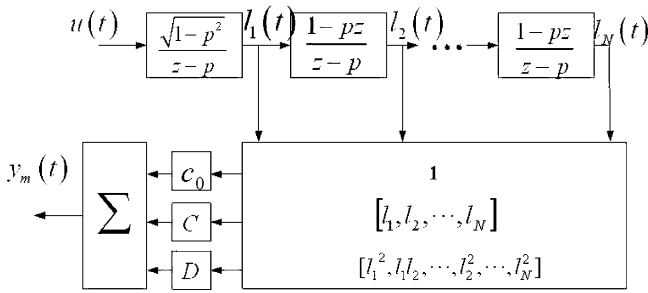 u(t) √(1-p²)/(z-p) l₁(t) (1-pz)/(z-p) l₂(t) ··· (1-pz)/(z-p) l_N(t)
1
y_m(t) Σ c₀
C [l₁, l₂, ···, l_N]
D [l₁², l₁l₂, ···, l₂², ···, l_N²]